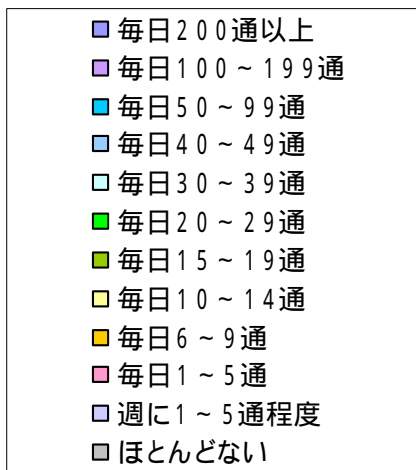 毎日200通以上
毎日100~199通
毎日50~99通
毎日40~49通
毎日30~39通
毎日20~29通
毎日15~19通
毎日10~14通
毎日6~9通
毎日1~5通
週に1~5通程度
ほとんどない